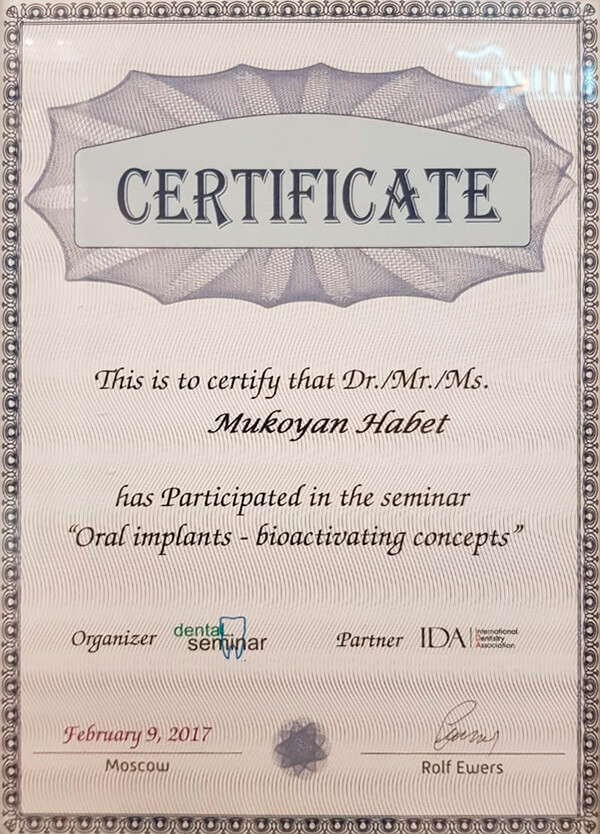 CERTIFICATE
This is to certify that Dr./Mr./Ms.
Mukoyan Habet
has Participated in the seminar
"Oral implants - bioactivating concepts"
Organizer dental seminar Partner IDA International Dentistry Association
February 9, 2017
Moscow Rolf Ewers